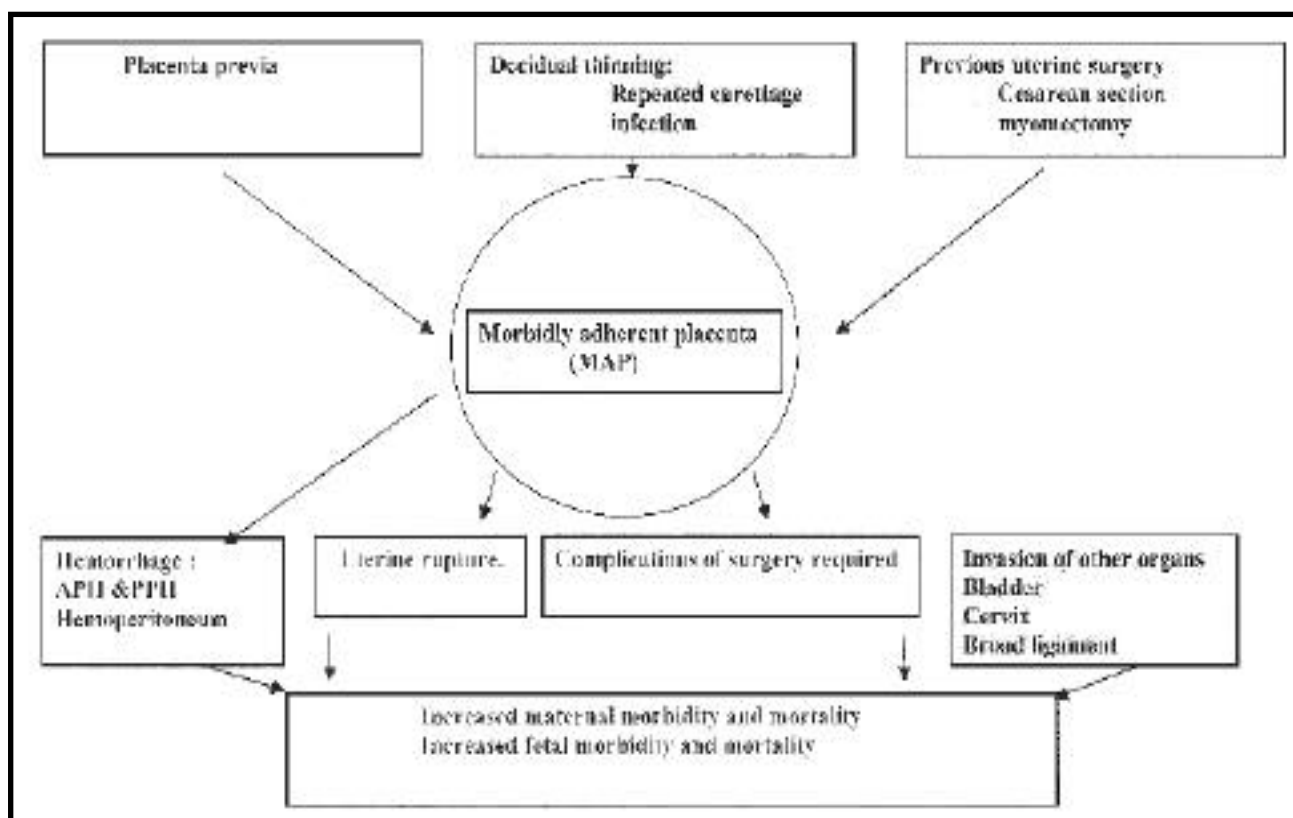 Placenta previa
Decidual thinning:
Repeated curettage
infection
Previous uterine surgery
Cesarean section
myomectomy
Morbidly adherent placenta
(MAP)
Hemorrhage :
APH &PPH
Hemoperitoneum
Uterine rupture.
Complications of surgery required
Invasion of other organs
Bladder
Cervix
Broad ligament
Increased maternal morbidity and mortality
Increased fetal morbidity and mortality